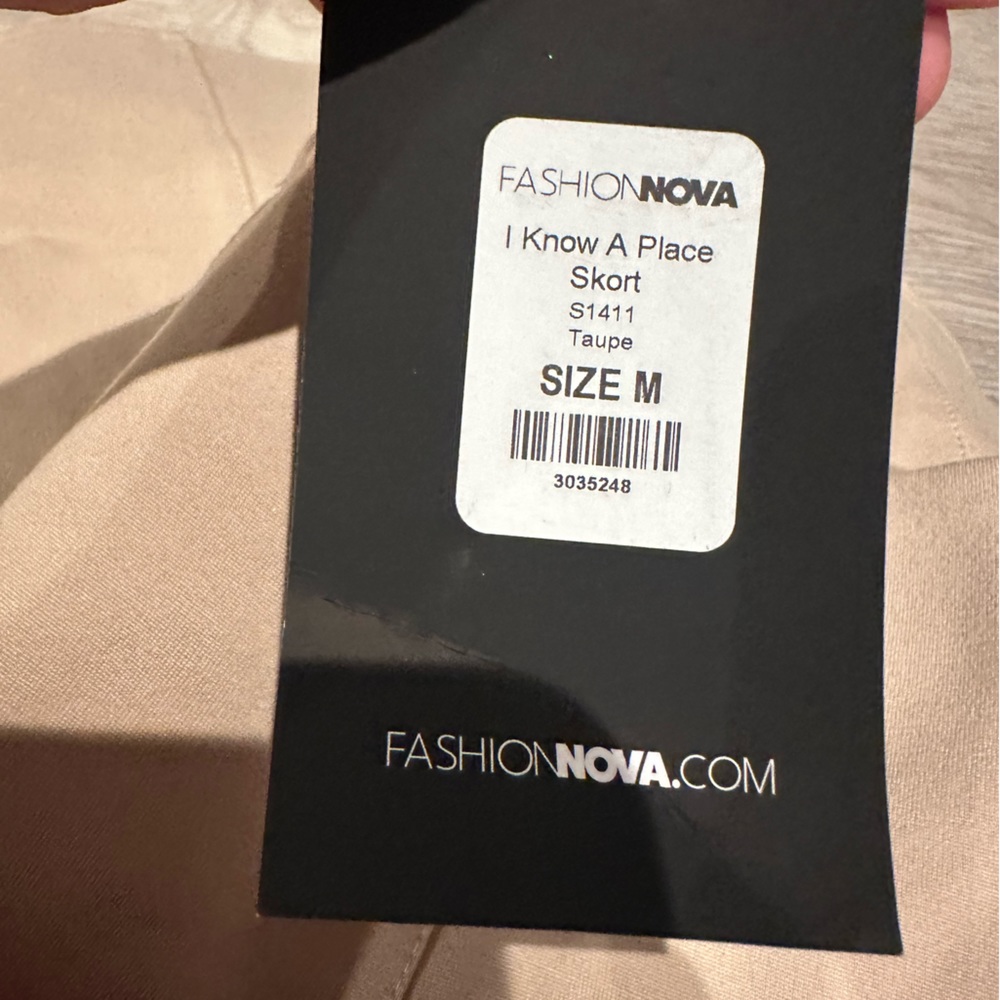 FASHIONNOVA
I Know A Place
Skort
S1411
Taupe
SIZE M
3035248
FASHIONNOVA.COM